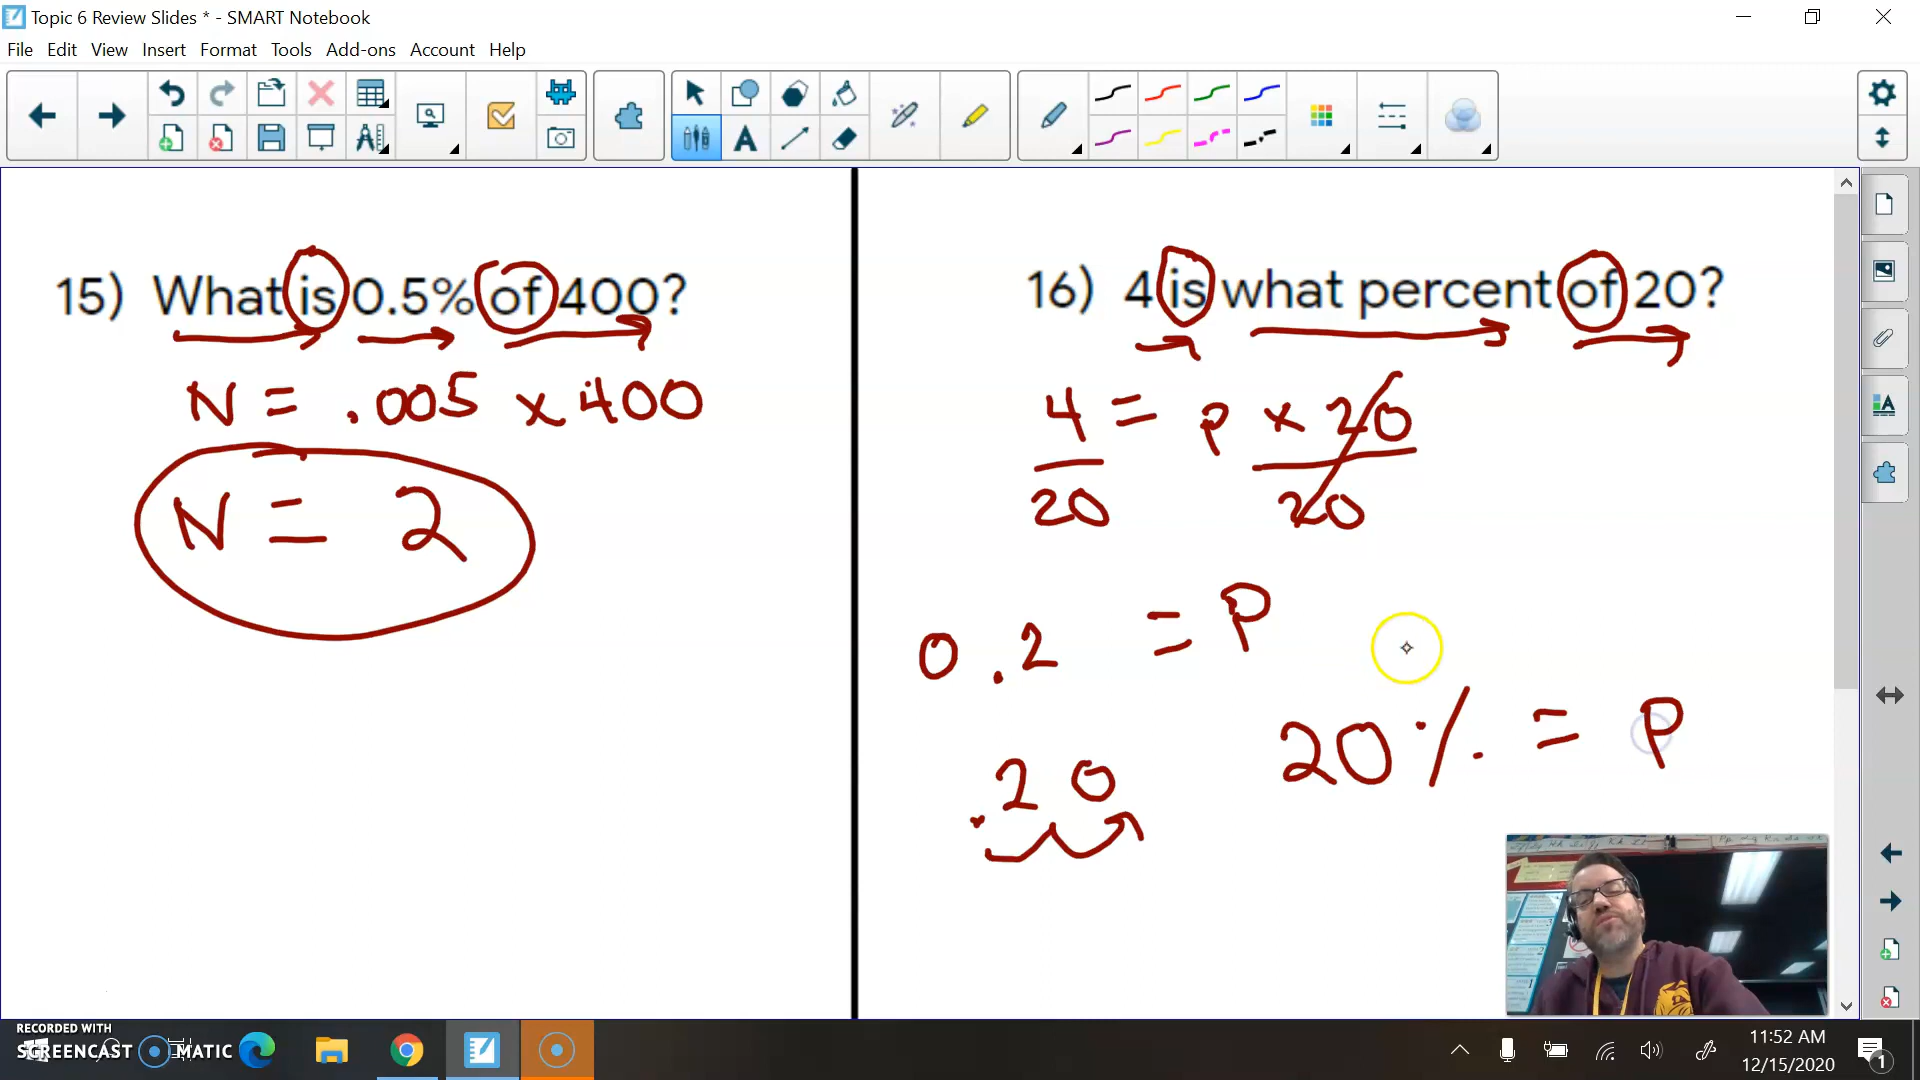 Topic 6 Review Slides * - SMART Notebook
File Edit View Insert Format Tools Add-ons Account Help
15) What is 0.5% of 400?
N = .005 x 400
N = 2
16) 4 is what percent of 20?
4 = p x 20
20 20
0.2 = P
.20
20% = P
RECORDED WITH
SCREENCAST MATIC
11:52 AM
12/15/2020
1